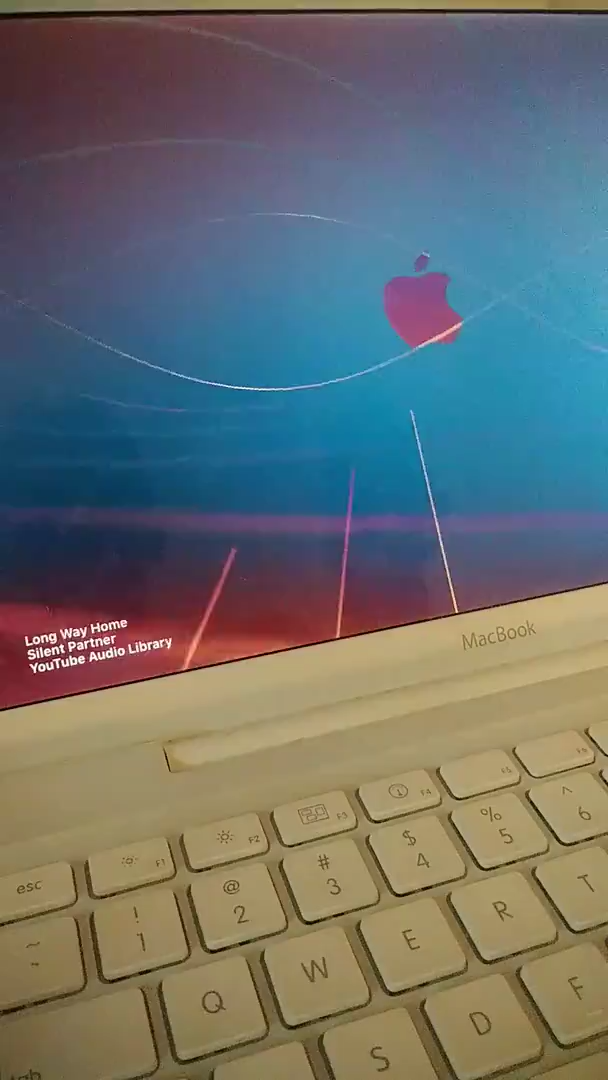 Long Way Home
Silent Partner
YouTube Audio Library
MacBook
esc F1 F2 F3 F4 F5 F6
~ ! @ # $ % ^
1 2 3 4 5 6
Q W E R T
S D F